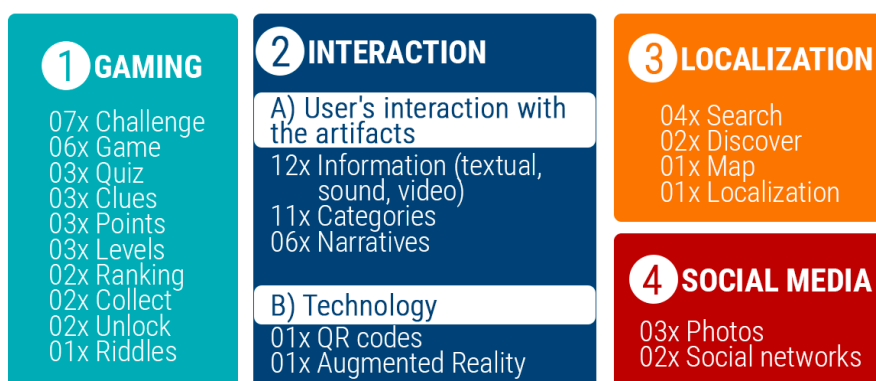 1 GAMING
07x Challenge
06x Game
03x Quiz
03x Clues
03x Points
03x Levels
02x Ranking
02x Collect
02x Unlock
01x Riddles
2 INTERACTION
A) User's interaction with
the artifacts
12x Information (textual,
sound, video)
11x Categories
06x Narratives
B) Technology
01x QR codes
01x Augmented Reality
3 LOCALIZATION
04x Search
02x Discover
01x Map
01x Localization
4 SOCIAL MEDIA
03x Photos
02x Social networks